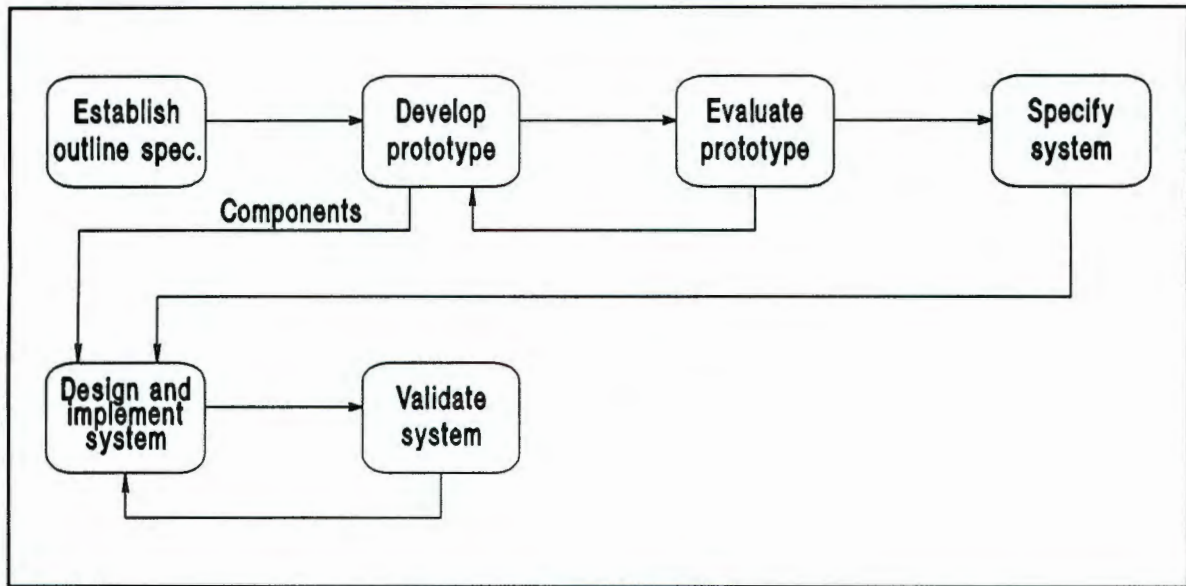 Establish
outline spec.
Develop
prototype
Evaluate
prototype
Specify
system
Components
Design and
implement
system
Validate
system